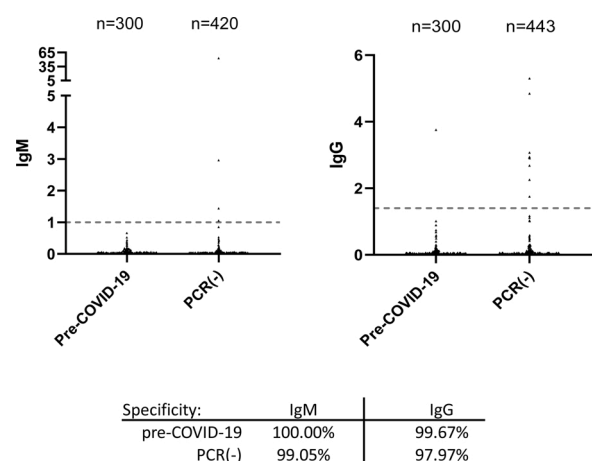 n=300 n=420
65
35
5
5
4
3
2
1
0
IgM
Pre-COVID-19
PCR(-)
n=300 n=443
6
4
2
0
IgG
Pre-COVID-19
PCR(-)
Specificity: IgM IgG
pre-COVID-19 100.00% 99.67%
PCR(-) 99.05% 97.97%